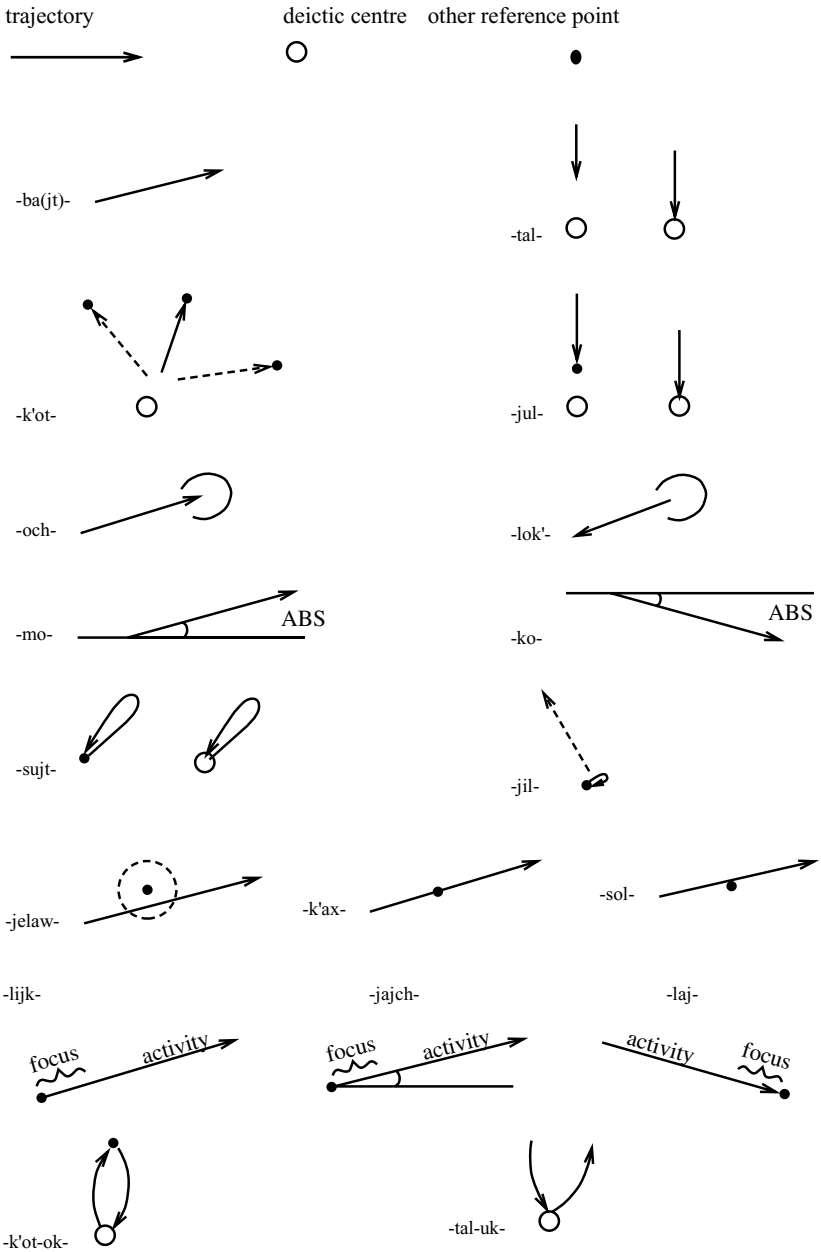 trajectory deictic centre other reference point
-ba(jt)- -tal-
-k'ot- -jul-
-och- -lok'-
-mo- ABS -ko- ABS
-sujt- -jil-
-jelaw- -k'ax- -sol-
-lijk- -jajch- -laj-
focus activity focus activity activity focus
-k'ot-ok- -tal-uk-